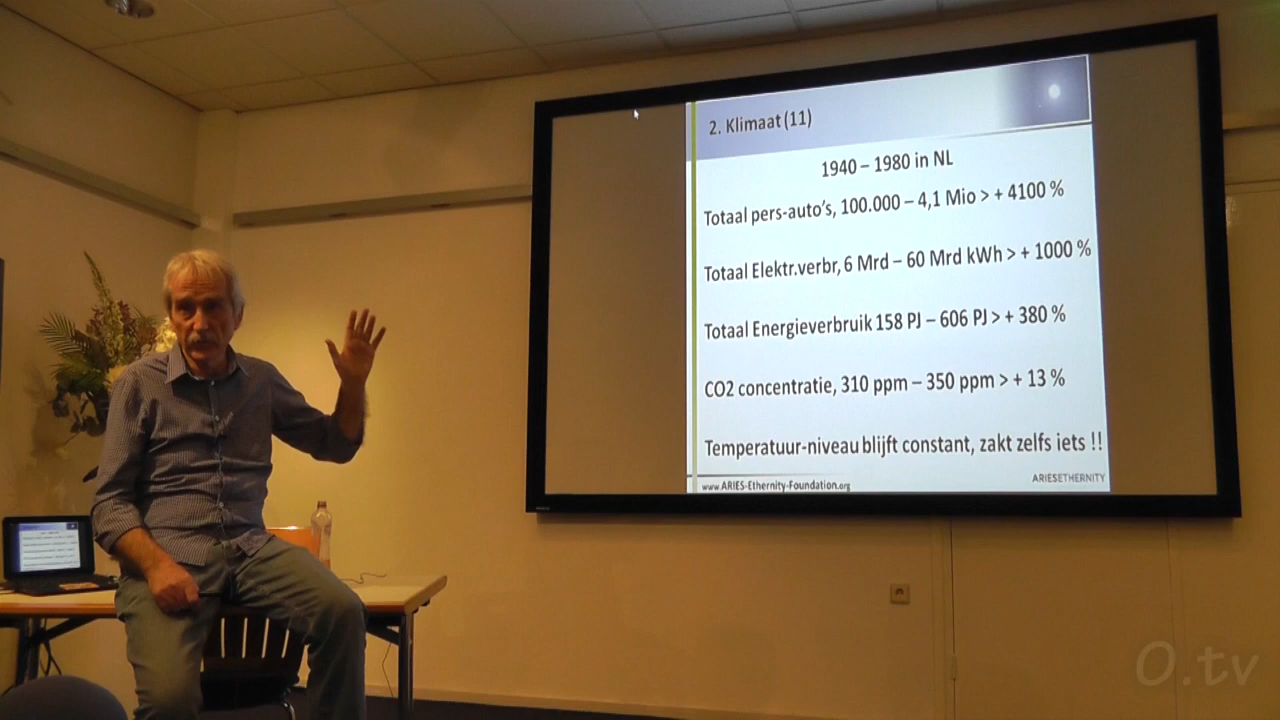 2. Klimaat (11)
1940 – 1980 in NL
Totaal pers-auto's, 100.000 – 4,1 Mio > + 4100 %
Totaal Elektr.verbr, 6 Mrd – 60 Mrd kWh > + 1000 %
Totaal Energieverbruik 158 PJ – 606 PJ > + 380 %
CO2 concentratie, 310 ppm – 350 ppm > + 13 %
Temperatuur-niveau blijft constant, zakt zelfs iets !!
www.ARIES-Ethernity-Foundation.org
ARIESETHERNITY
O.tv